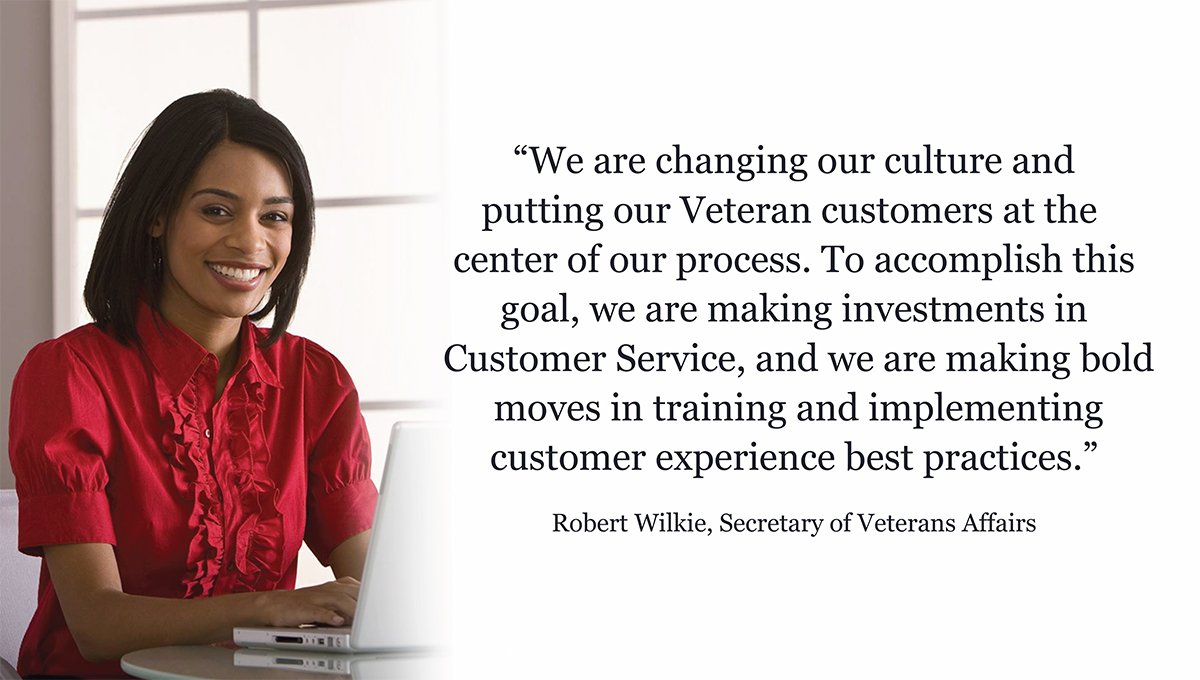 “We are changing our culture and
putting our Veteran customers at the
center of our process. To accomplish this
goal, we are making investments in
Customer Service, and we are making bold
moves in training and implementing
customer experience best practices.”
Robert Wilkie, Secretary of Veterans Affairs